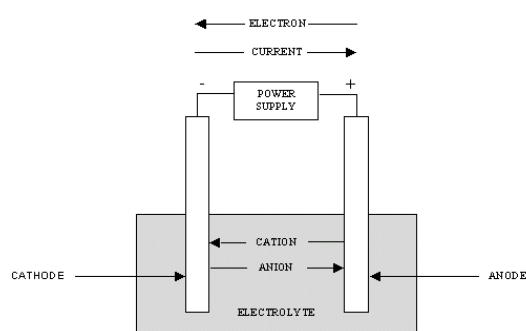 ELECTRON
CURRENT
- +
POWER
SUPPLY
CATION
ANION
CATHODE
ANODE
ELECTROLYTE